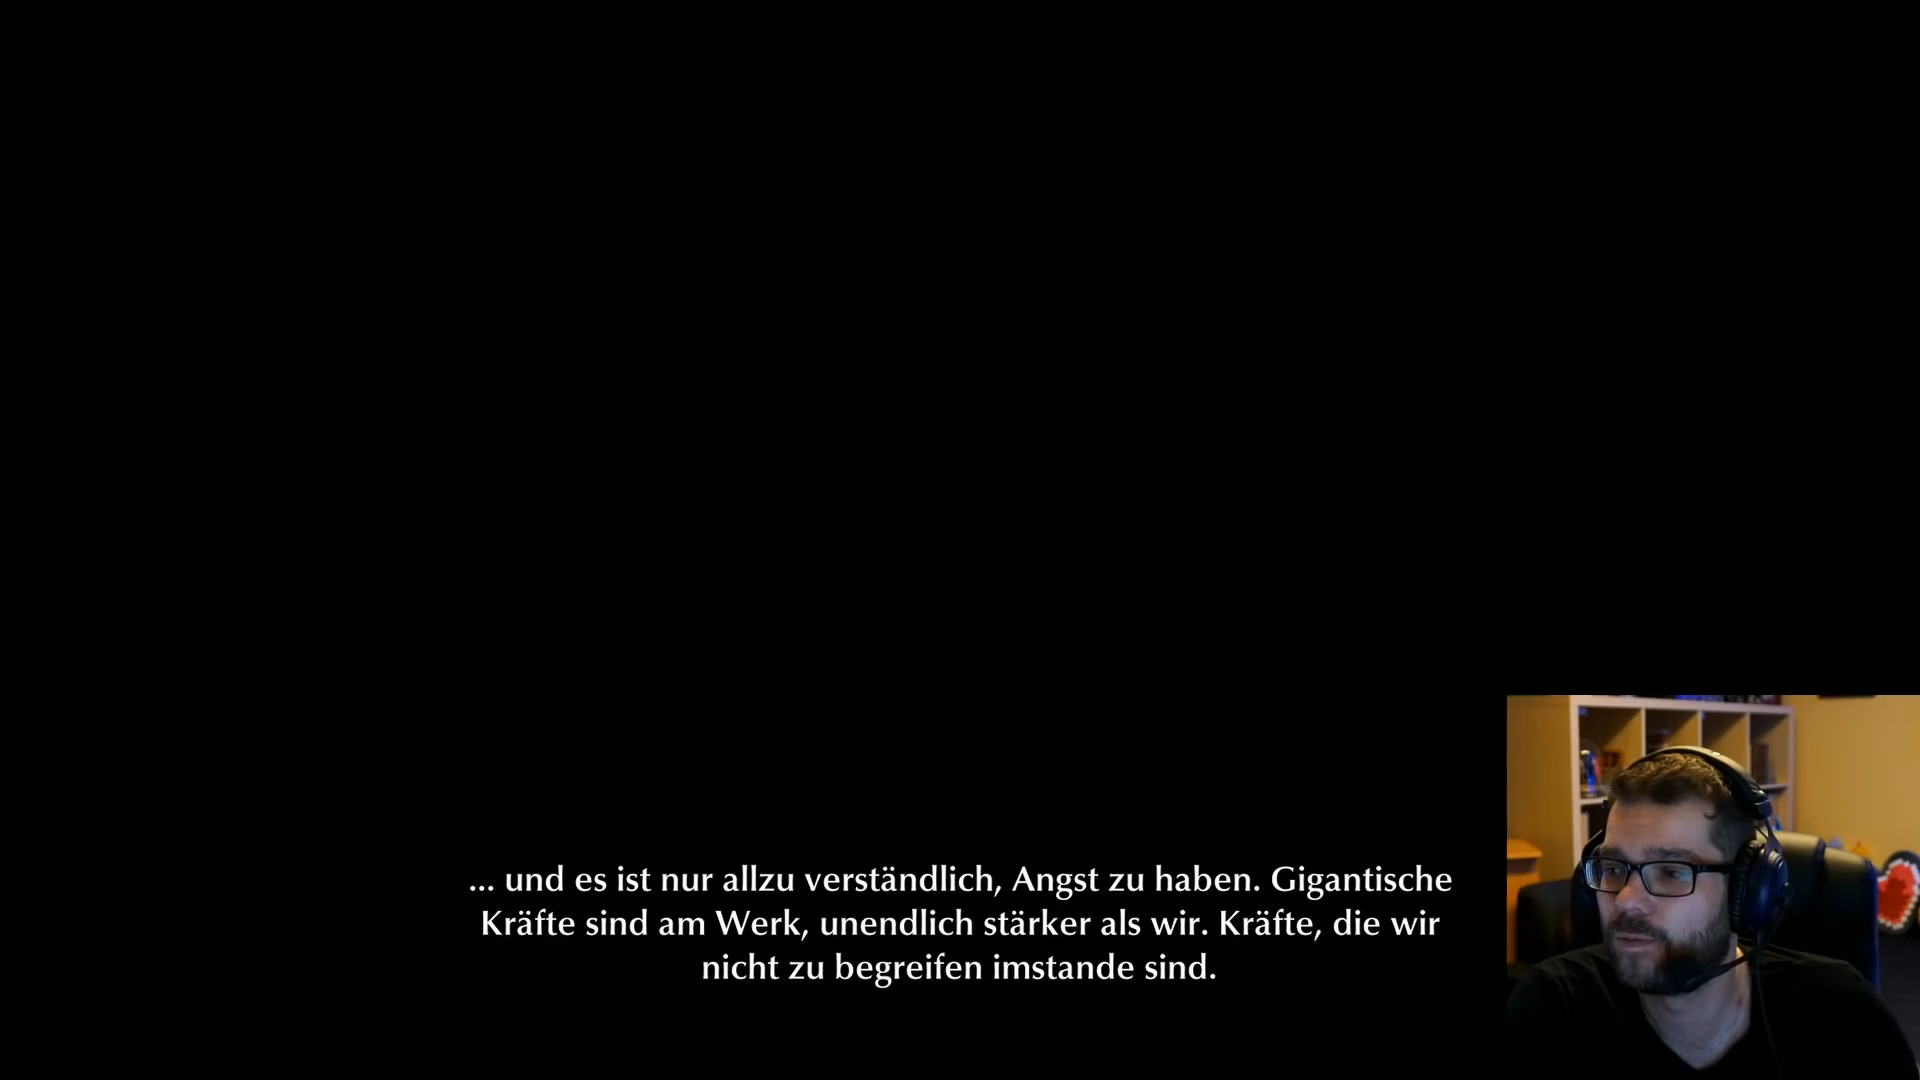 ... und es ist nur allzu verständlich, Angst zu haben. Gigantische
Kräfte sind am Werk, unendlich stärker als wir. Kräfte, die wir
nicht zu begreifen imstande sind.